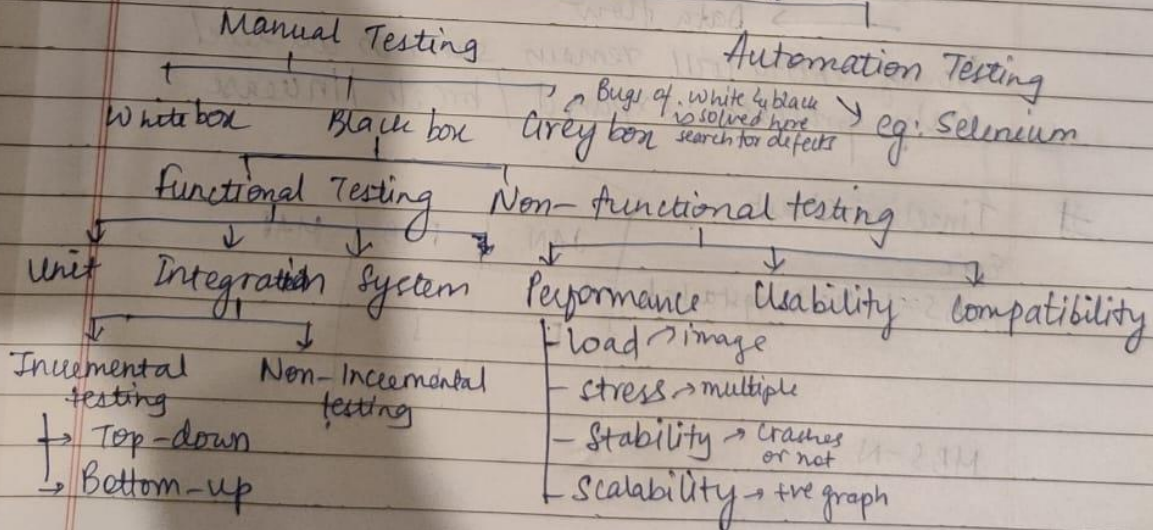 Manual Testing
Automation Testing
White box Black box Grey box
Bugs of white & black
is solved here
search for defects
eg: Selenium
Functional Testing Non-functional testing
Unit Integration System Performance Usability Compatibility
Incremental
testing
Non-Incremental
testing
Top-down
Bottom-up
load → image
stress → multiple
Stability → crashes
or not
Scalability → +ve graph